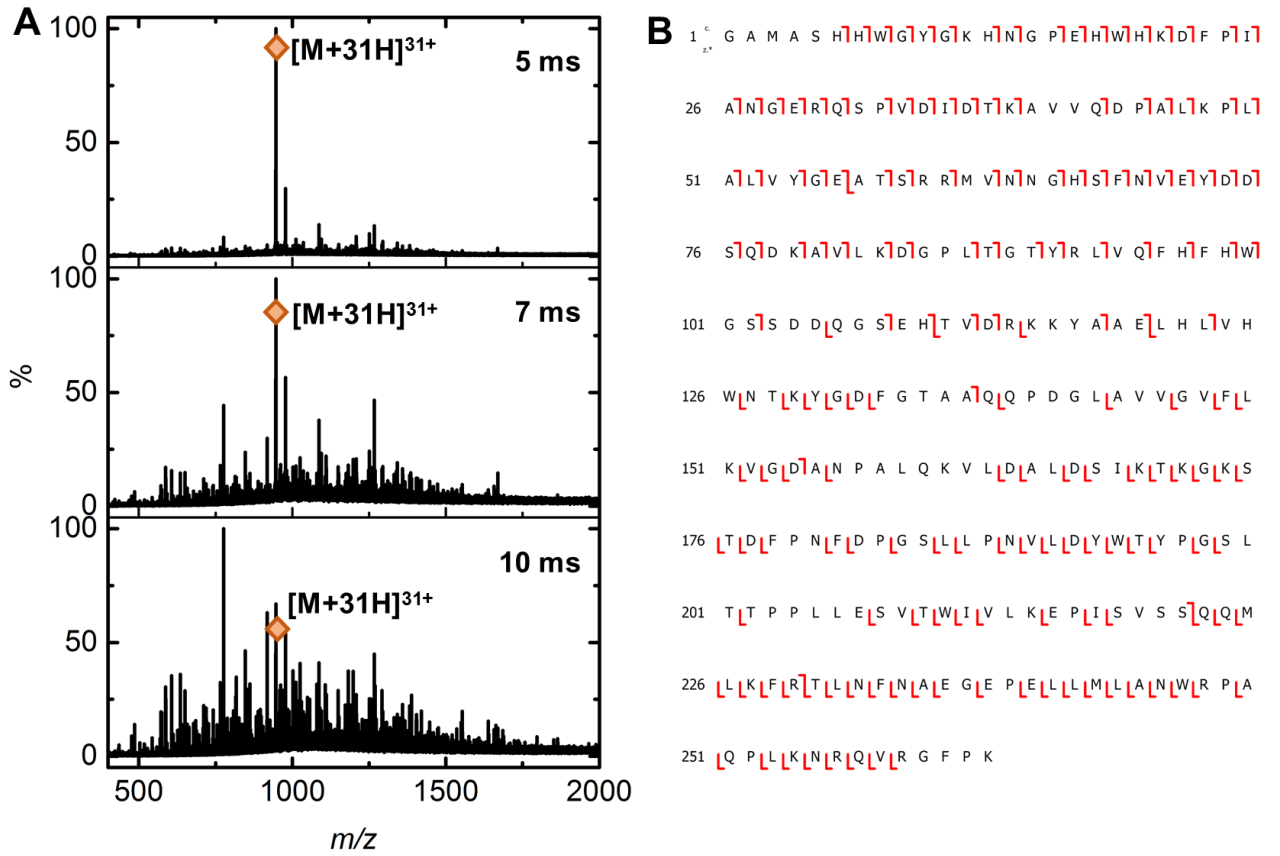 A
100
50
0
[M+31H]31+
5 ms
100
50
0
[M+31H]31+
7 ms
100
50
0
[M+31H]31+
10 ms
%
500 1000 1500 2000
m/z
B
c.
z.*
1 G A M A S H H W G Y G K H N G P E H W H K D F P I
26 A N G E R Q S P V D I D T K A V V Q D P A L K P L
51 A L V Y G E A T S R R M V N N G H S F N V E Y D D
76 S Q D K A V L K D G P L T G T Y R L V Q F H F H W
101 G S S D D Q G S E H T V D R K K Y A A E L H L V H
126 W N T K Y G D F G T A A Q Q P D G L A V V G V F L
151 K V G D A N P A L Q K V L D A L D S I K T K G K S
176 T D F P N F D P G S L L P N V L D Y W T Y P G S L
201 T T P P L L E S V T W I V L K E P I S V S S Q Q M
226 L K F R T L N F N A E G E P E L L M L A N W R P A
251 Q P L K N R Q V R G F P K